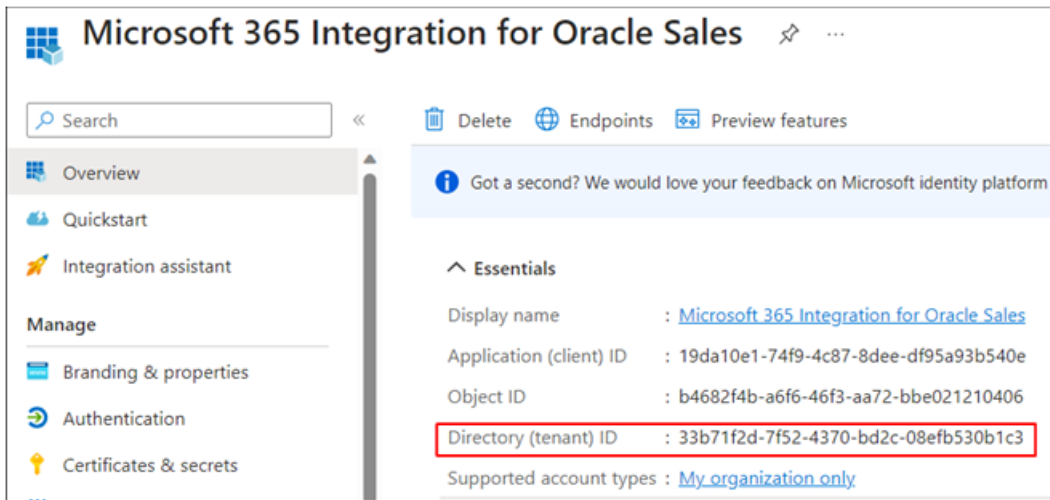 Microsoft 365 Integration for Oracle Sales
Search
Delete Endpoints Preview features
Overview
Got a second? We would love your feedback on Microsoft identity platform
Quickstart
Integration assistant
Essentials
Manage
Display name : Microsoft 365 Integration for Oracle Sales
Application (client) ID : 19da10e1-74f9-4c87-8dee-df95a93b540e
Branding & properties
Object ID : b4682f4b-a6f6-46f3-aa72-bbe021210406
Authentication
Directory (tenant) ID : 33b71f2d-7f52-4370-bd2c-08efb530b1c3
Certificates & secrets
Supported account types : My organization only